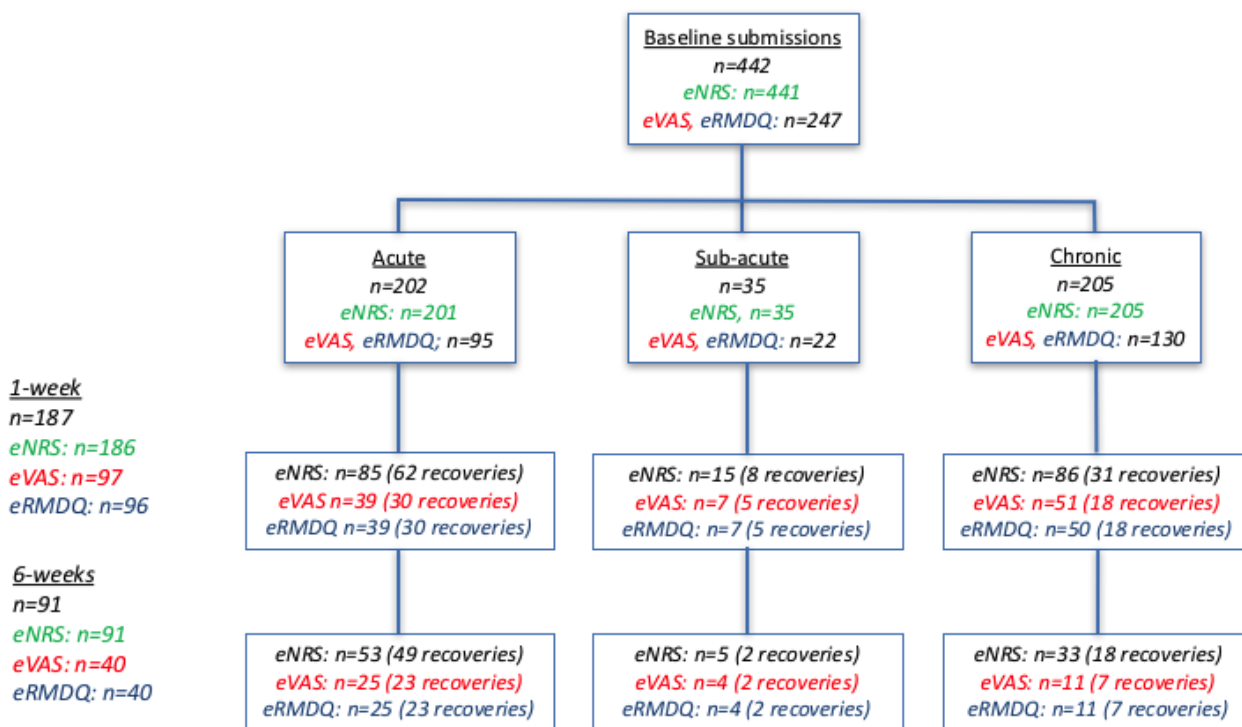 Baseline submissions
n=442
eNRS: n=441
eVAS, eRMDQ: n=247
Acute
n=202
eNRS: n=201
eVAS, eRMDQ; n=95
Sub-acute
n=35
eNRS, n=35
eVAS, eRMDQ: n=22
Chronic
n=205
eNRS: n=205
eVAS, eRMDQ: n=130
1-week
n=187
eNRS: n=186
eVAS: n=97
eRMDQ: n=96
eNRS: n=85 (62 recoveries)
eVAS n=39 (30 recoveries)
eRMDQ n=39 (30 recoveries)
eNRS: n=15 (8 recoveries)
eVAS: n=7 (5 recoveries)
eRMDQ: n=7 (5 recoveries)
eNRS: n=86 (31 recoveries)
eVAS: n=51 (18 recoveries)
eRMDQ: n=50 (18 recoveries)
6-weeks
n=91
eNRS: n=91
eVAS: n=40
eRMDQ: n=40
eNRS: n=53 (49 recoveries)
eVAS: n=25 (23 recoveries)
eRMDQ: n=25 (23 recoveries)
eNRS: n=5 (2 recoveries)
eVAS: n=4 (2 recoveries)
eRMDQ: n=4 (2 recoveries)
eNRS: n=33 (18 recoveries)
eVAS: n=11 (7 recoveries)
eRMDQ: n=11 (7 recoveries)